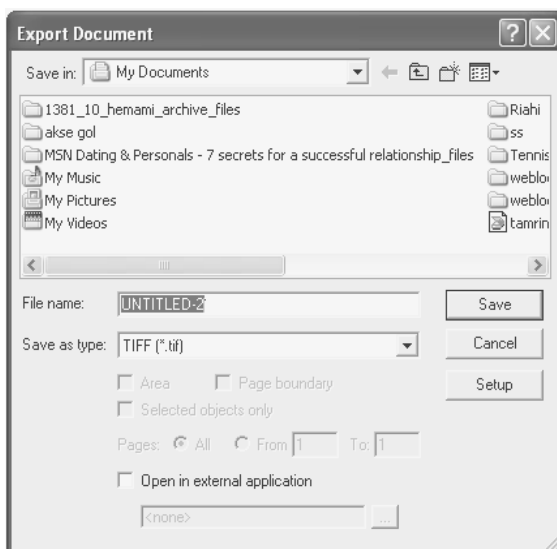 Export Document
Save in: My Documents
1381_10_hemami_archive_files
akse gol
MSN Dating & Personals - 7 secrets for a successful relationship_files
My Music
My Pictures
My Videos
Riahi
ss
Tennis
weblo
weblo
tamrin
File name: UNTITLED-2 Save
Save as type: TIFF (*.tif) Cancel
Area Page boundary Setup
Selected objects only
Pages: All From 1 To: 1
Open in external application
<none> ...